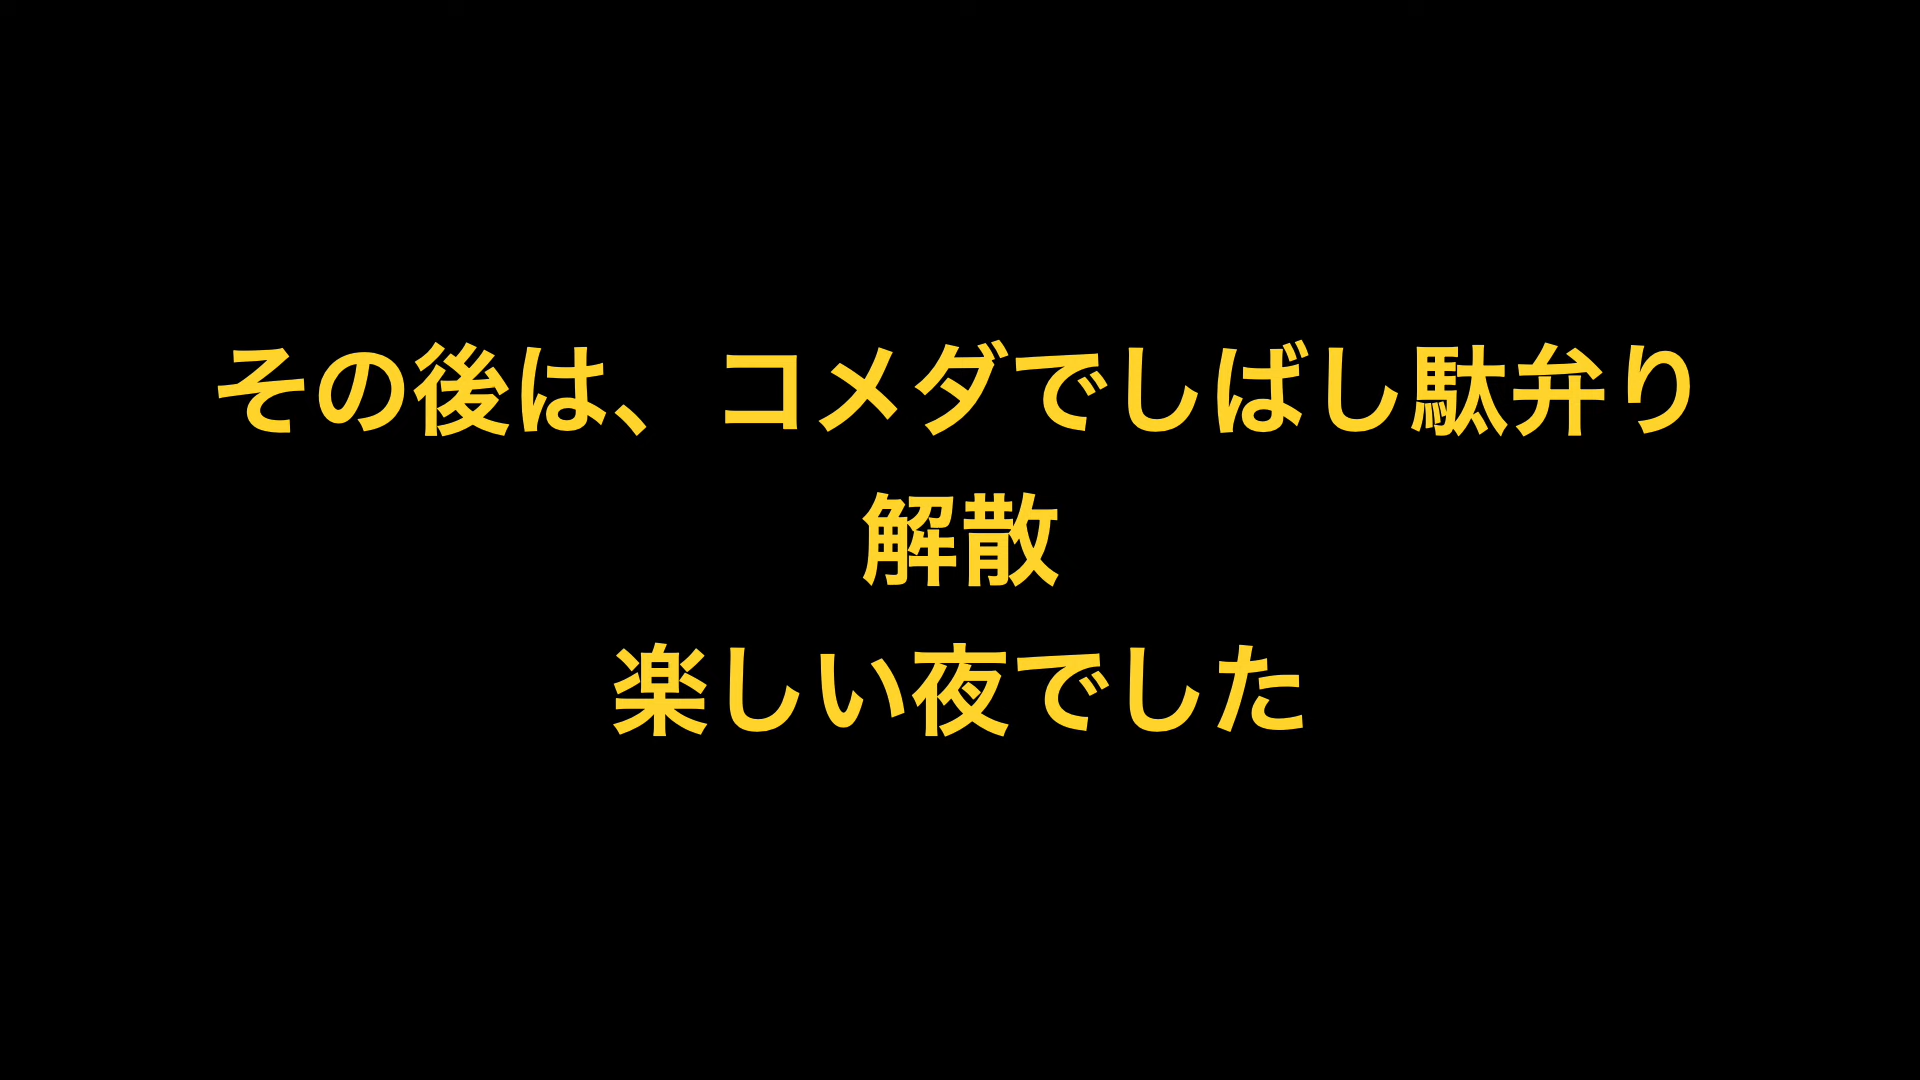 その後は、コメダでしばし駄弁り
解散
楽しい夜でした